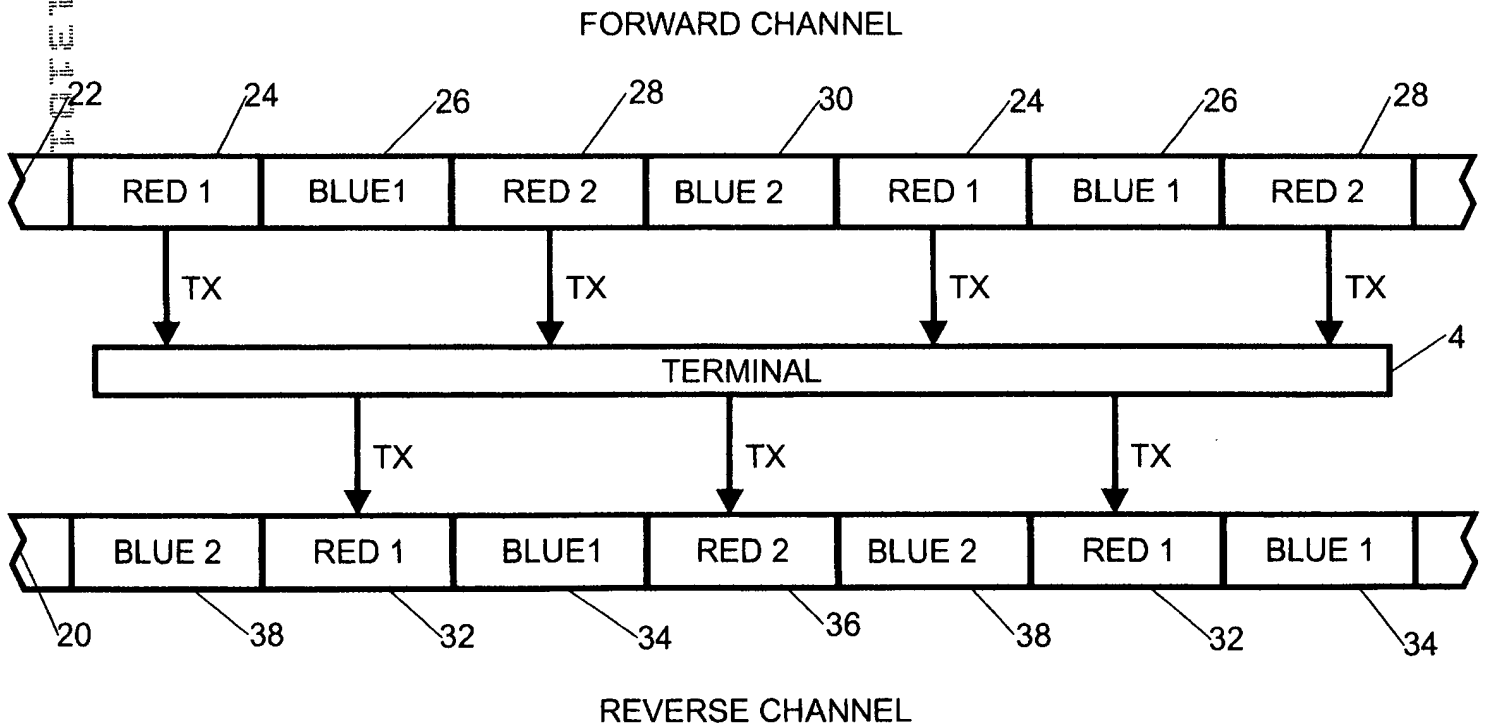 FORWARD CHANNEL
22 24 26 28 30 24 26 28
RED 1 BLUE1 RED 2 BLUE 2 RED 1 BLUE 1 RED 2
TX TX TX TX
4
TERMINAL
TX TX TX
BLUE 2 RED 1 BLUE1 RED 2 BLUE 2 RED 1 BLUE 1
20 38 32 34 36 38 32 34
REVERSE CHANNEL